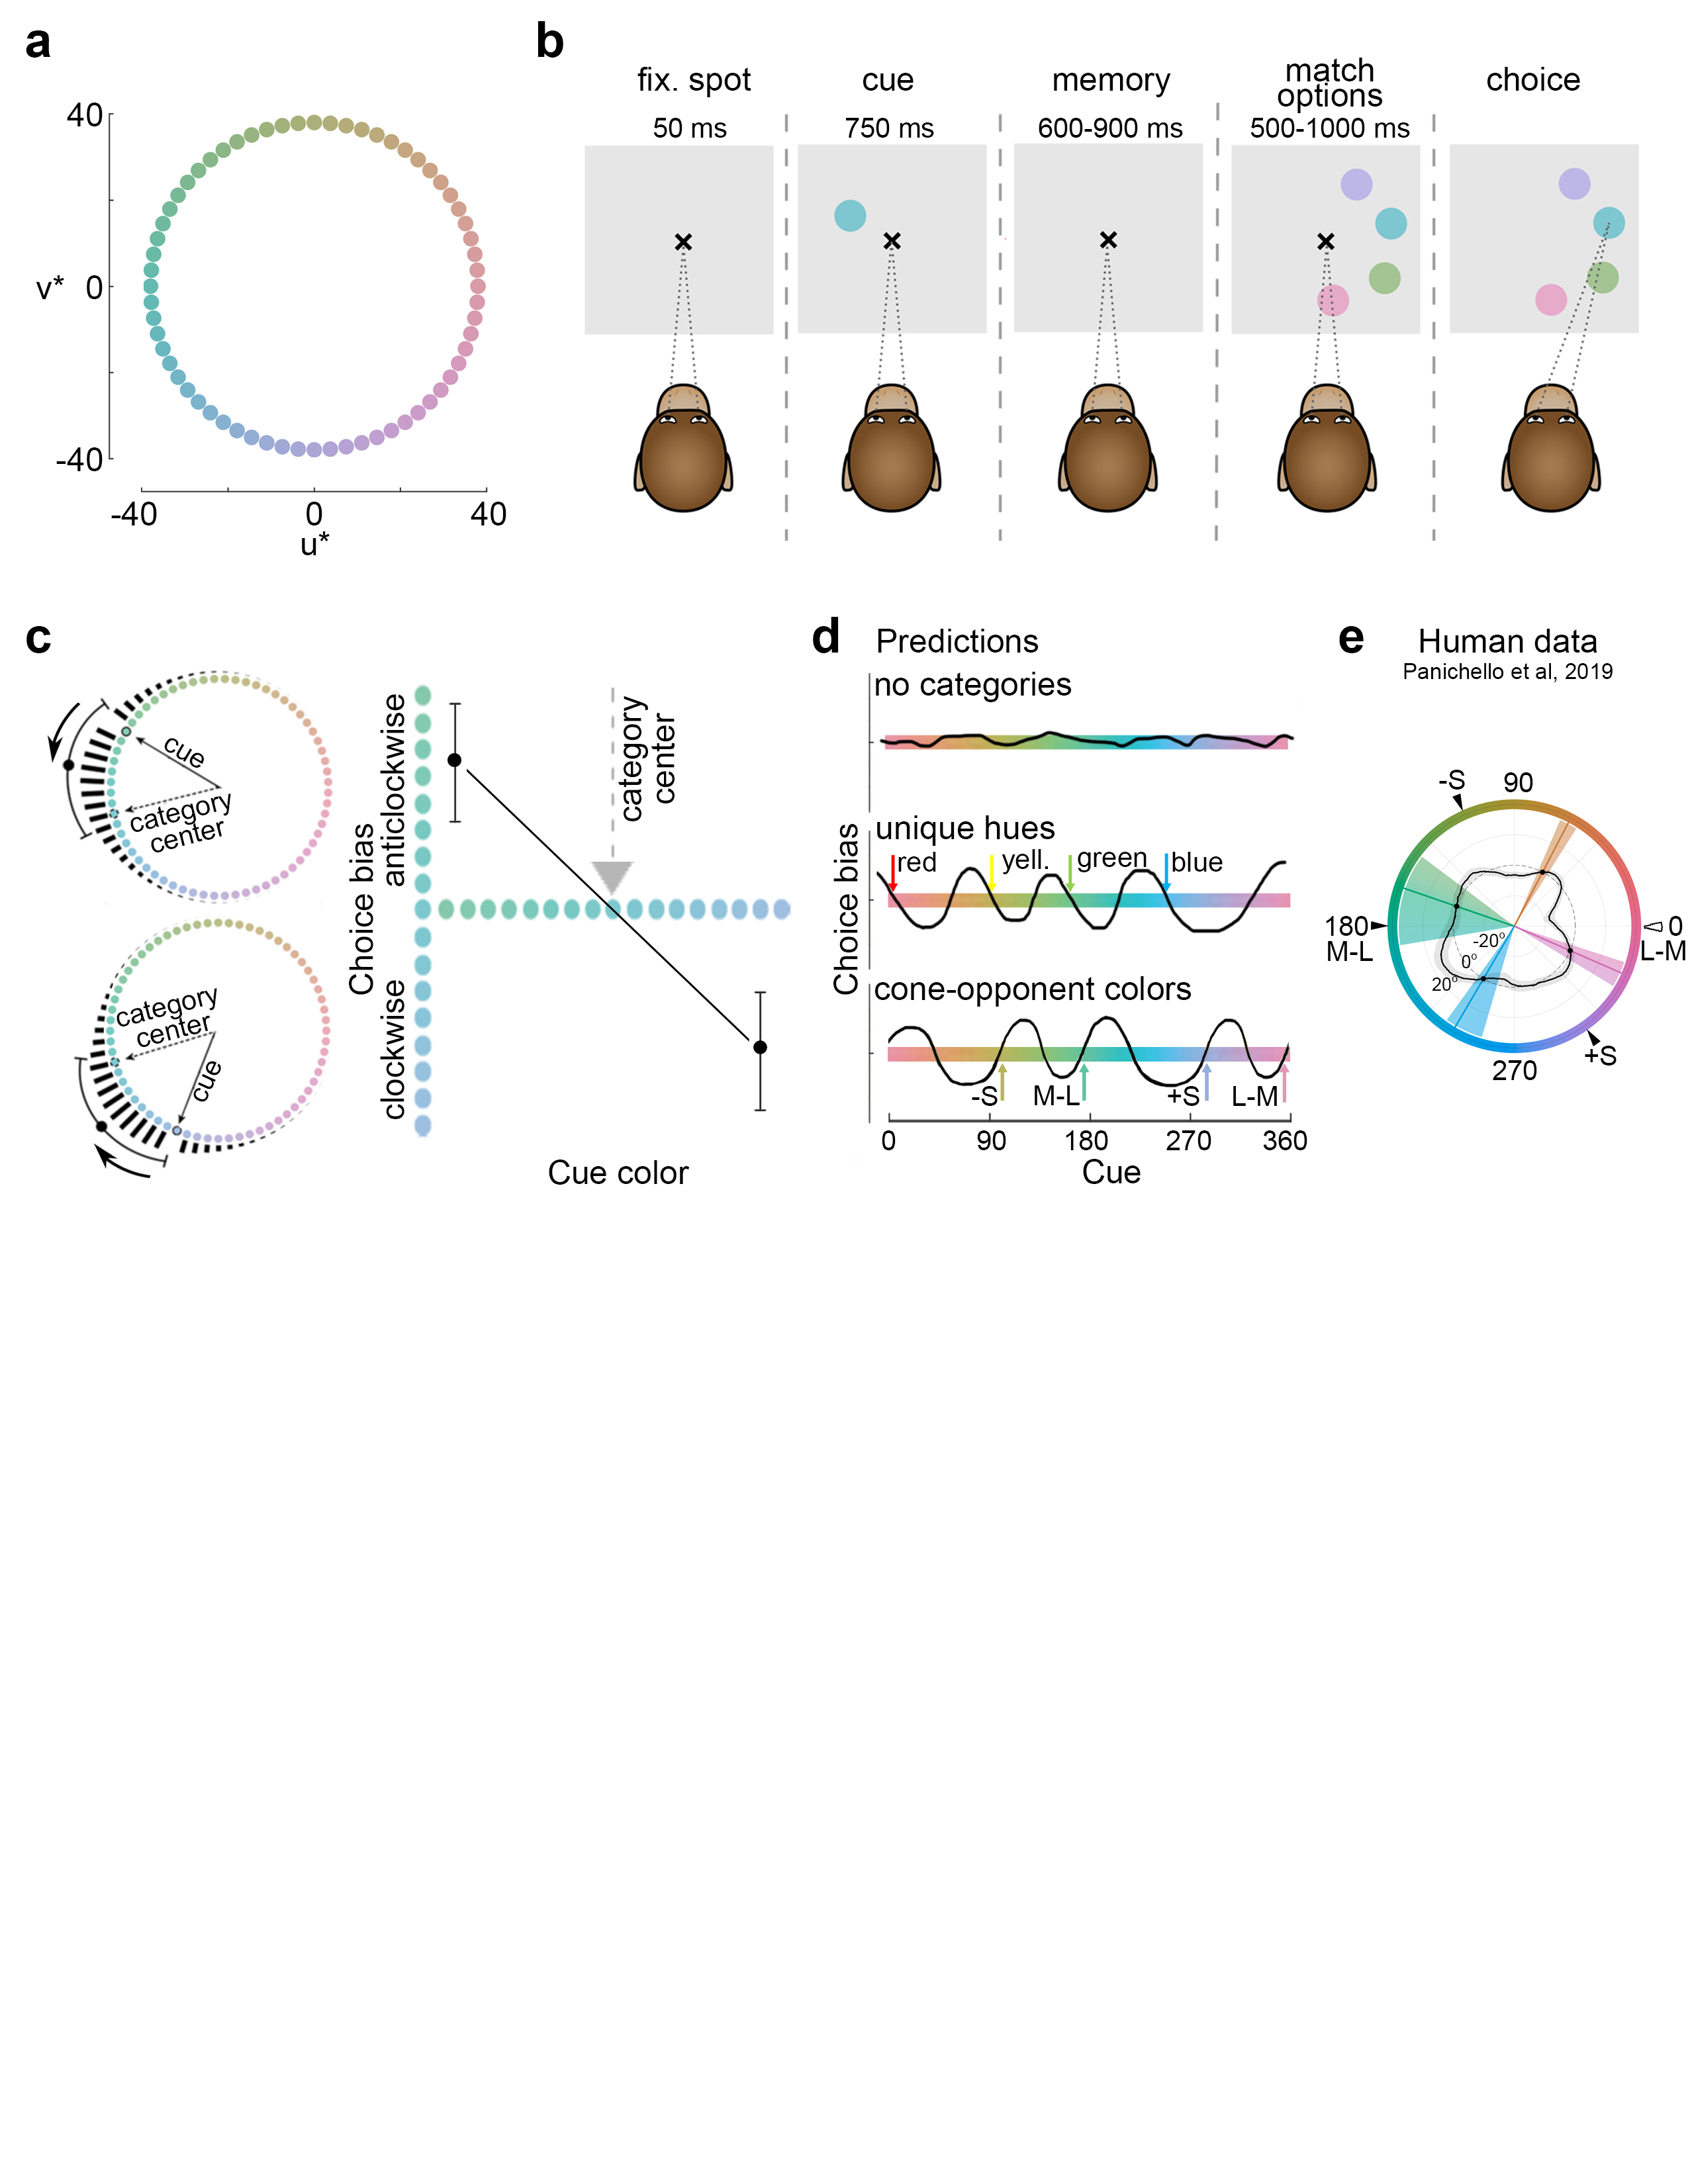 a
40
v* 0
-40
-40 0 40
u*
b
fix. spot
50 ms
cue
750 ms
memory
600-900 ms
match
options
500-1000 ms
choice
c
cue
category
center
category
center
cue
Choice bias
anticlockwise
clockwise
category
center
Cue color
d Predictions
no categories
Choice bias
unique hues
red yell. green blue
cone-opponent colors
-S M-L +S L-M
0 90 180 270 360
Cue
e Human data
Panichello et al, 2019
-S 90
180 0
M-L L-M
-20°
0°
20°
+S
270